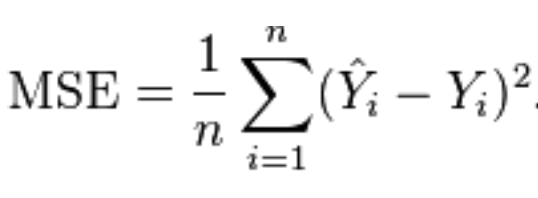 MSE = \frac{1}{n} \sum_{i=1}^{n} (\hat{Y}_i - Y_i)^2.